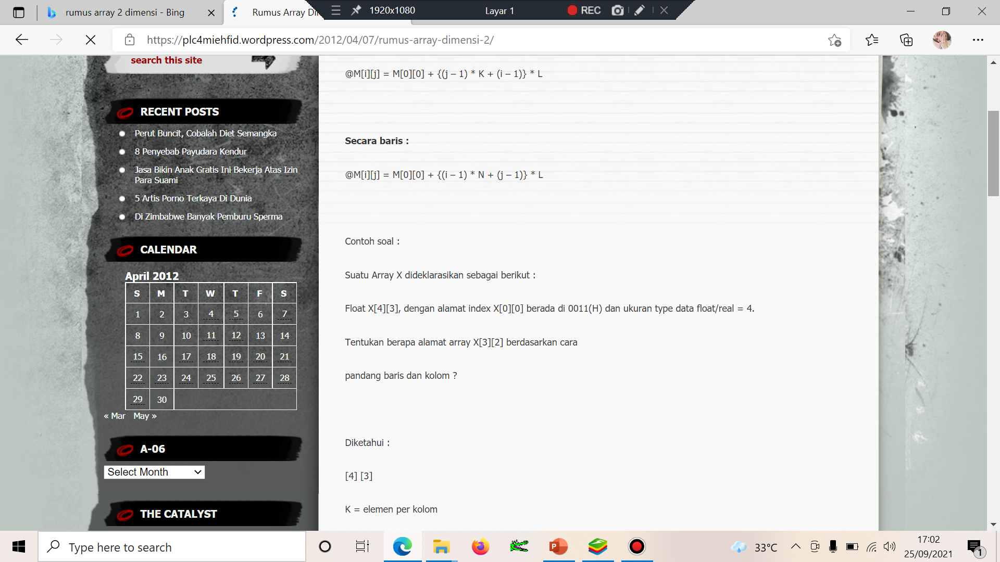 rumus array 2 dimensi - Bing
Rumus Array Di
1920x1080
Layar 1
REC
https://plc4miehfid.wordpress.com/2012/04/07/rumus-array-dimensi-2/
search this site
RECENT POSTS
Perut Buncit, Cobalah Diet Semangka
8 Penyebab Payudara Kendur
Jasa Bikin Anak Gratis Ini Bekerja Atas Izin
Para Suami
5 Artis Porno Terkaya Di Dunia
Di Zimbabwe Banyak Pemburu Sperma
CALENDAR
April 2012
S M T W T F S
1 2 3 4 5 6 7
8 9 10 11 12 13 14
15 16 17 18 19 20 21
22 23 24 25 26 27 28
29 30
« Mar May »
A-06
Select Month
THE CATALYST
@M[i][j] = M[0][0] + {(j – 1) * K + (i – 1)} * L
Secara baris :
@M[i][j] = M[0][0] + {(i – 1) * N + (j – 1)} * L
Contoh soal :
Suatu Array X dideklarasikan sebagai berikut :
Float X[4][3], dengan alamat index X[0][0] berada di 0011(H) dan ukuran type data float/real = 4.
Tentukan berapa alamat array X[3][2] berdasarkan cara
pandang baris dan kolom ?
Diketahui :
[4] [3]
K = elemen per kolom
Type here to search
33°C
17:02
25/09/2021
1